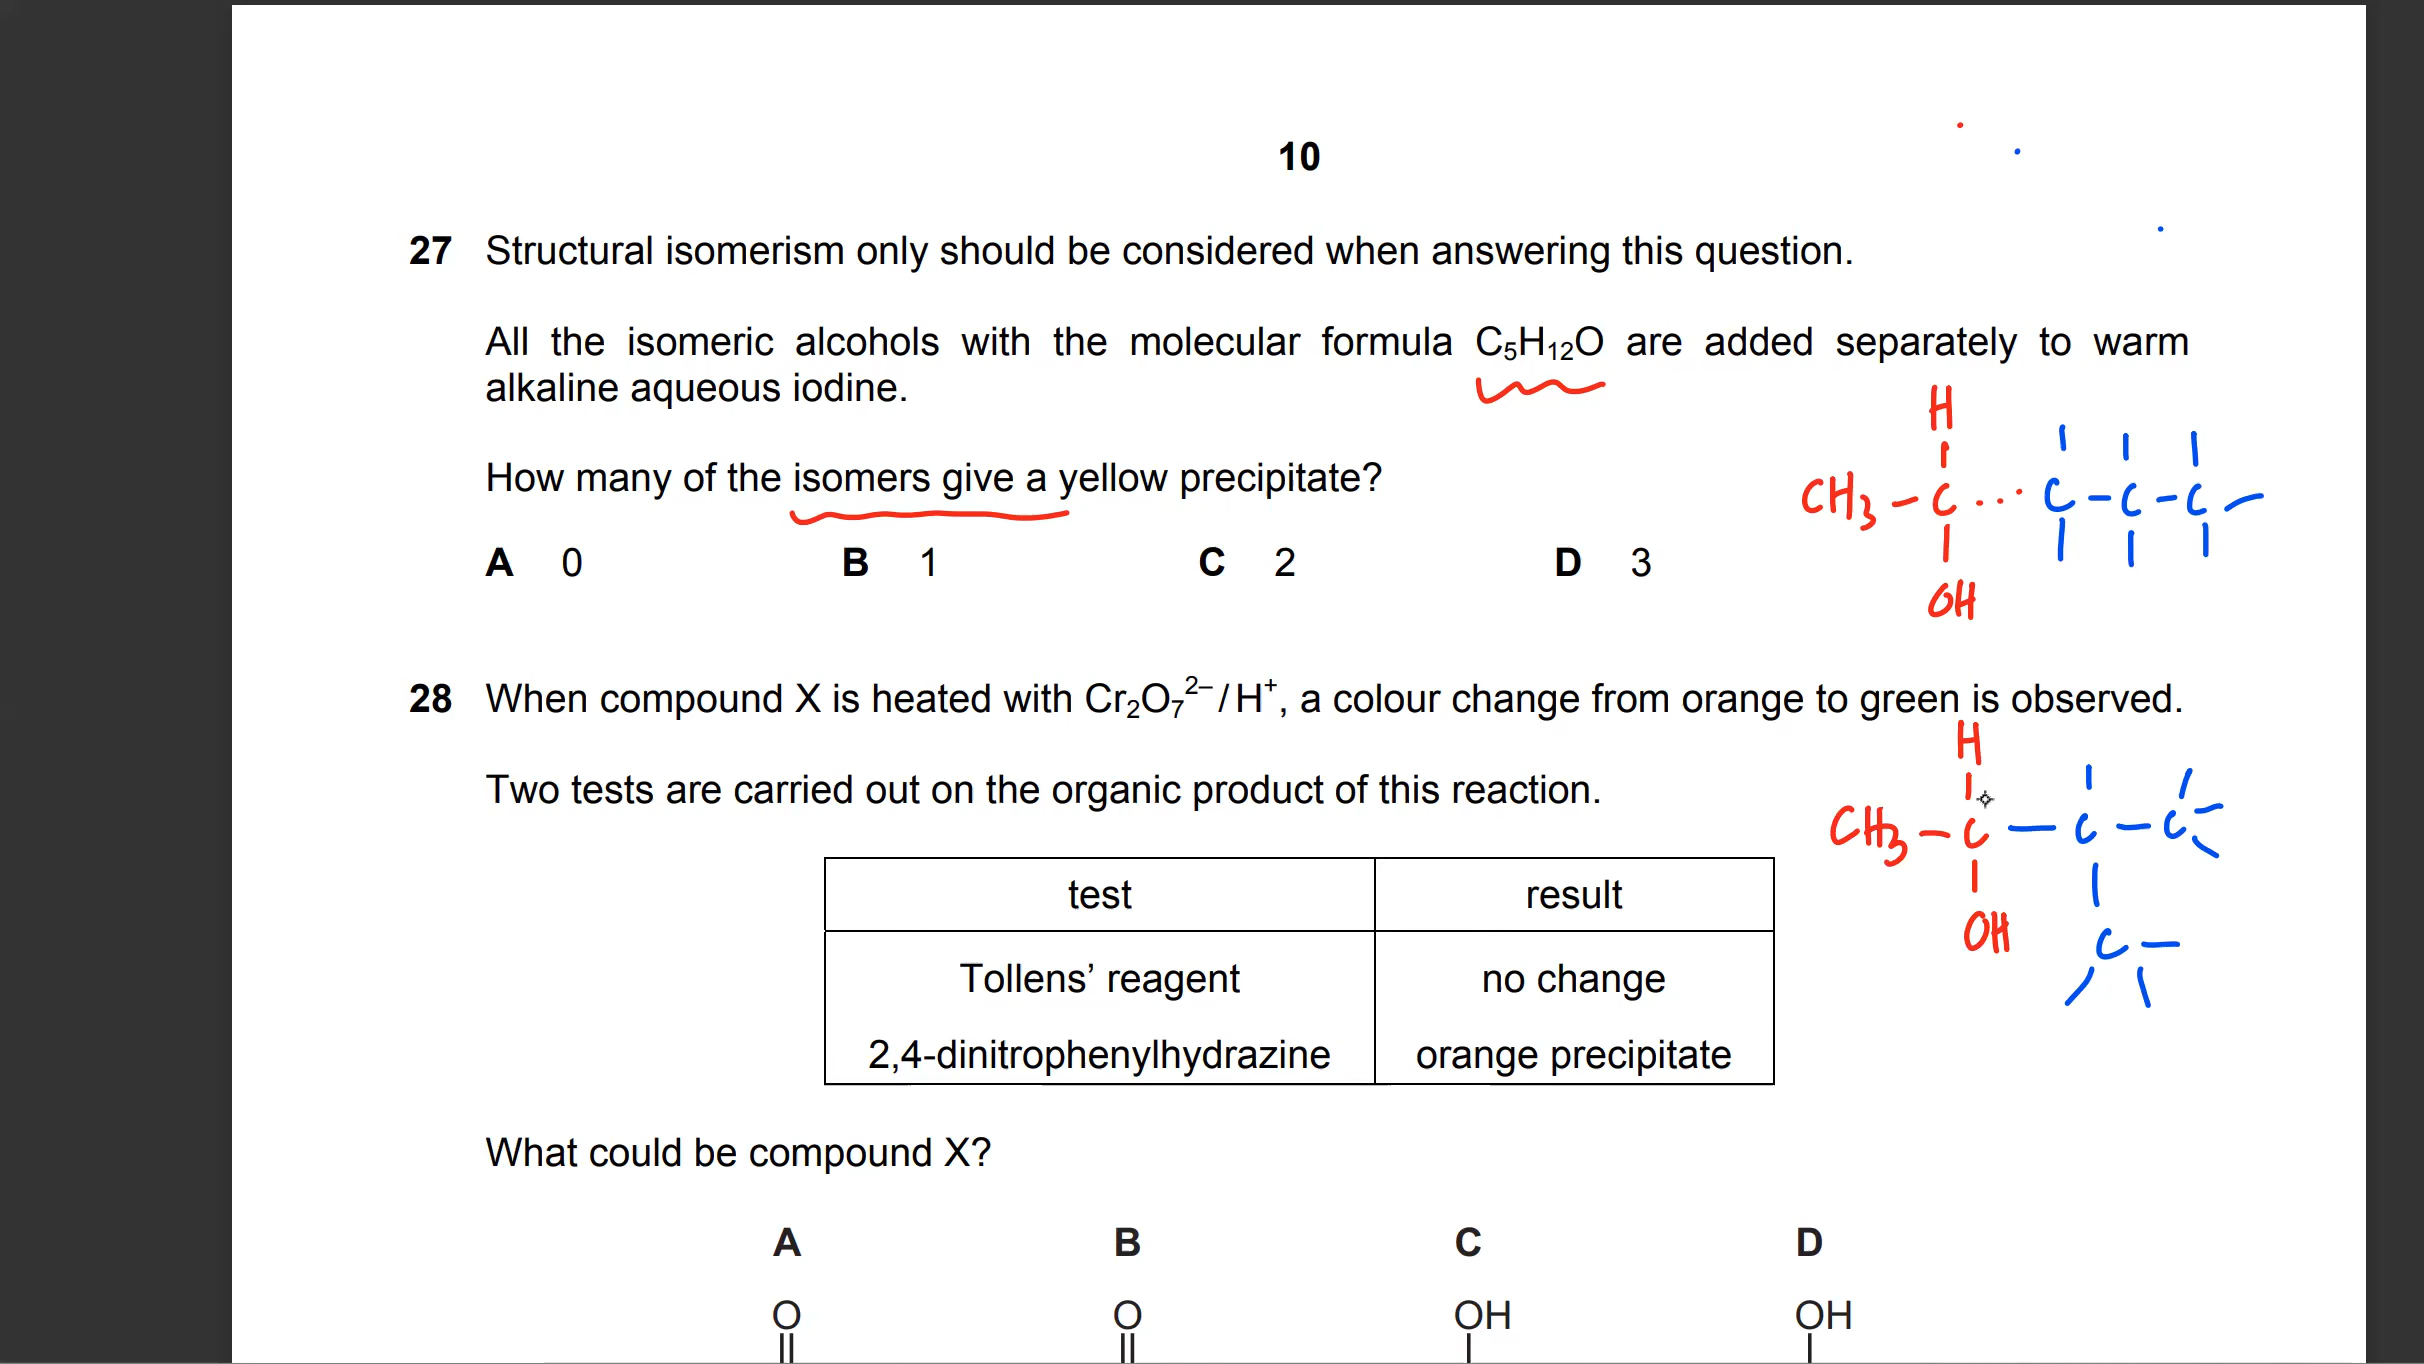 10
27 Structural isomerism only should be considered when answering this question.
All the isomeric alcohols with the molecular formula C₅H₁₂O are added separately to warm
alkaline aqueous iodine.
How many of the isomers give a yellow precipitate?
A 0 B 1 C 2 D 3
H
CH₃ - C ... C - C - C -
OH
28 When compound X is heated with Cr₂O₇²⁻ / H⁺, a colour change from orange to green is observed.
Two tests are carried out on the organic product of this reaction.
H
CH₃ - C - C - C
OH
C -
test result
Tollens’ reagent no change
2,4-dinitrophenylhydrazine orange precipitate
What could be compound X?
A B C D
O O OH OH